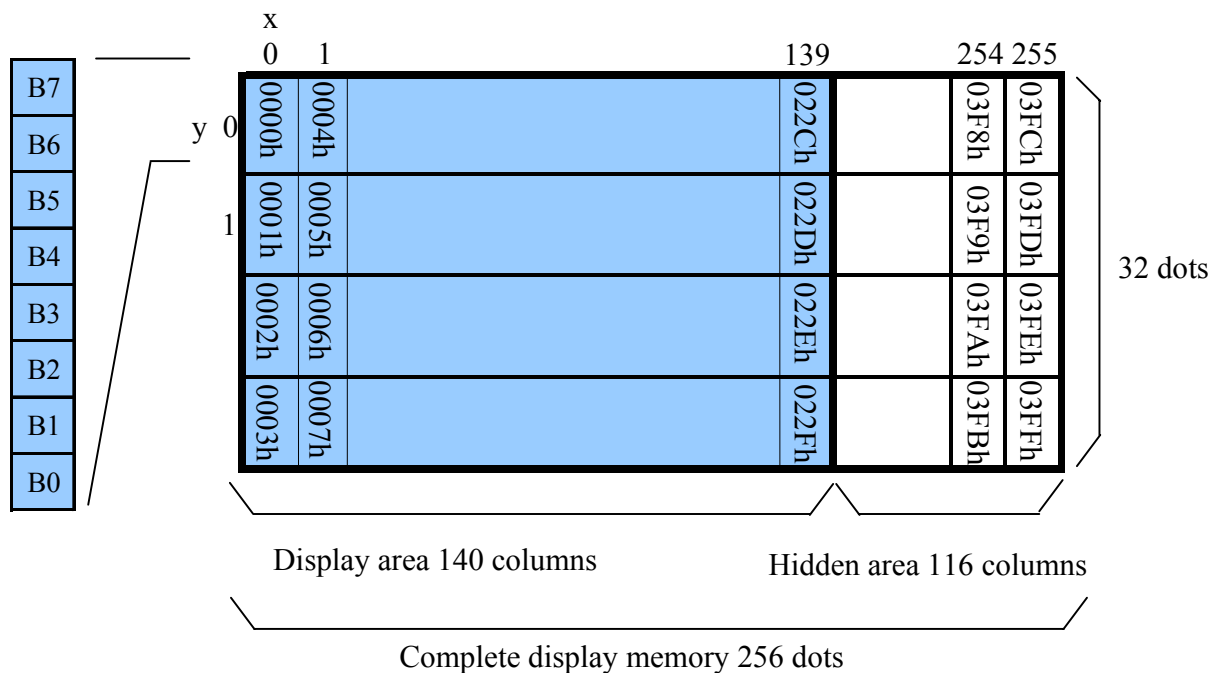 x
0 1 139 254 255
B7
B6
B5
B4
B3
B2
B1
B0
y 0
1
0000h 0004h 022Ch 03F8h 03FCh
0001h 0005h 022Dh 03F9h 03FDh
0002h 0006h 022Eh 03FAh 03FEh
0003h 0007h 022Fh 03FBh 03FFh
32 dots
Display area 140 columns
Hidden area 116 columns
Complete display memory 256 dots